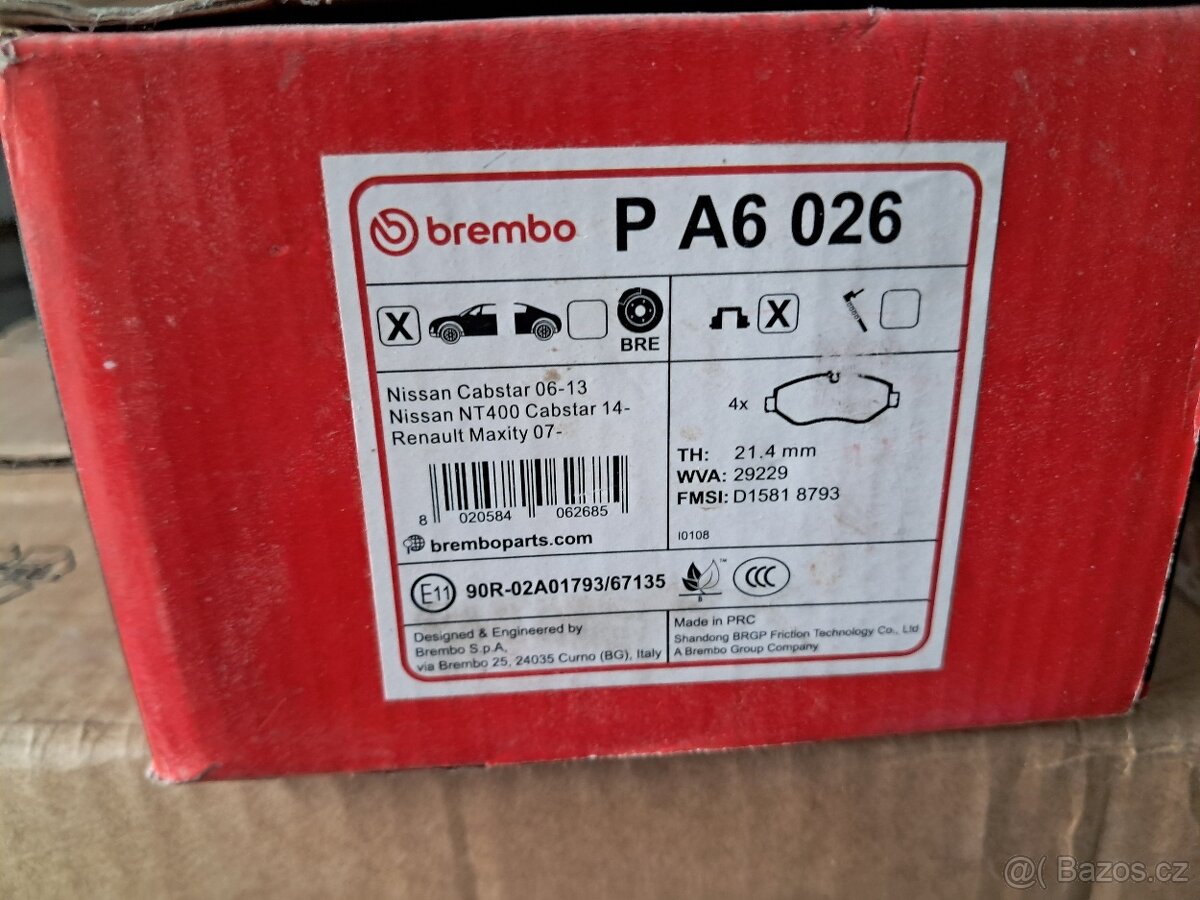 brembo P A6 026
X
BRE
X
Nissan Cabstar 06-13
Nissan NT400 Cabstar 14-
Renault Maxity 07-
4x
TH: 21.4 mm
WVA: 29229
FMSI: D1581 8793
8 020584 062685
bremboparts.com
I0108
E11 90R-02A01793/67135
B
™
CCC
Designed & Engineered by
Brembo S.p.A.
via Brembo 25, 24035 Curno (BG), Italy
Made in PRC
Shandong BRGP Friction Technology Co., Ltd
A Brembo Group Company
@( Bazos.cz